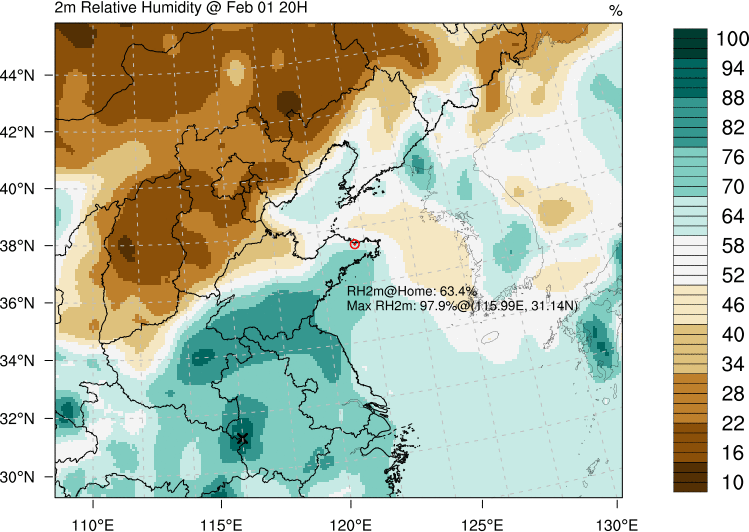 2m Relative Humidity @ Feb 01 20H
%
100
94
88
82
76
70
64
58
52
46
40
34
28
22
16
10
44°N
42°N
40°N
38°N
36°N
34°N
32°N
30°N
RH2m@Home: 63.4%
Max RH2m: 97.9%@(115.99E, 31.14N)
110°E
115°E
120°E
125°E
130°E